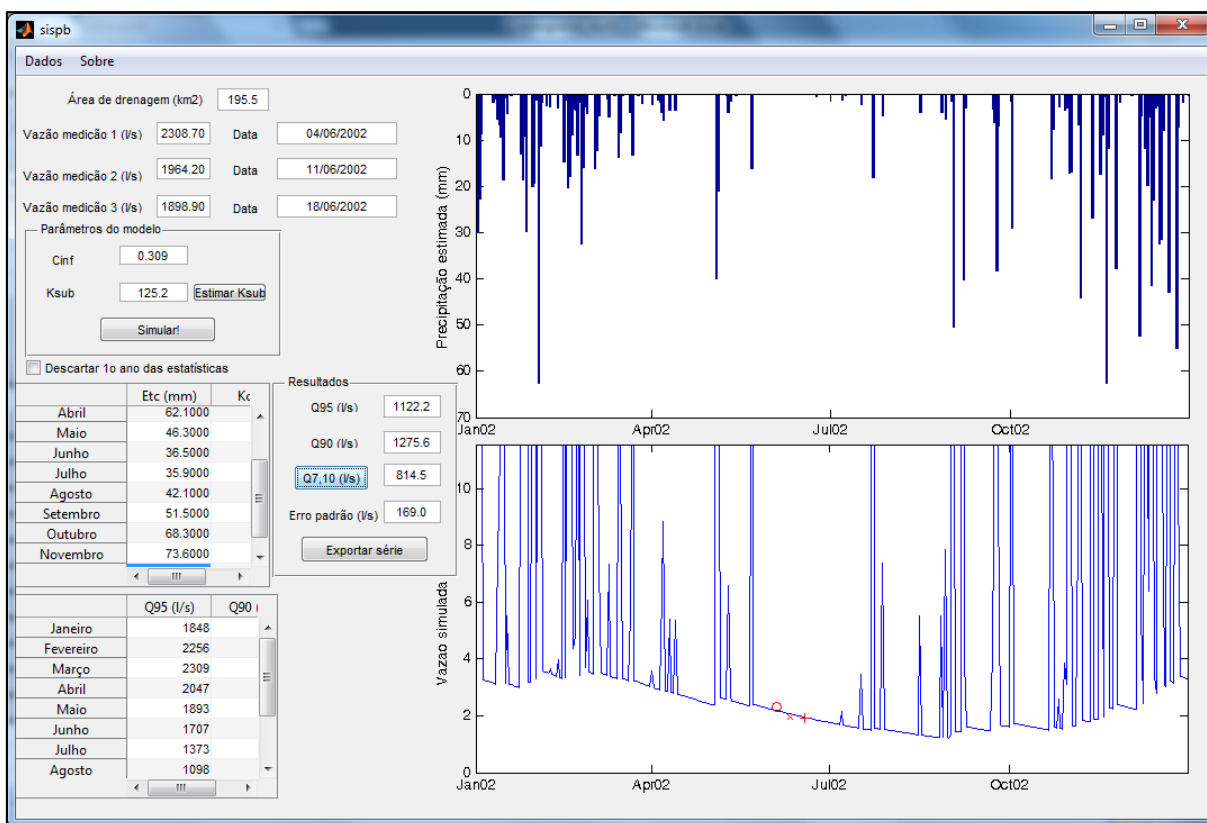 sispb
Dados Sobre
Área de drenagem (km2) 195.5
Vazão medição 1 (l/s) 2308.70 Data 04/06/2002
Vazão medição 2 (l/s) 1964.20 Data 11/06/2002
Vazão medição 3 (l/s) 1898.90 Data 18/06/2002
Parâmetros do modelo
Cinf 0.309
Ksub 125.2 Estimar Ksub
Simular!
Descartar 1o ano das estatísticas
Etc (mm) Kc
Abril 62.1000
Maio 46.3000
Junho 36.5000
Julho 35.9000
Agosto 42.1000
Setembro 51.5000
Outubro 68.3000
Novembro 73.6000
Resultados
Q95 (l/s) 1122.2
Q90 (l/s) 1275.6
Q7,10 (l/s) 814.5
Erro padrão (l/s) 169.0
Exportar série
Q95 (l/s) Q90 (
Janeiro 1848
Fevereiro 2256
Março 2309
Abril 2047
Maio 1893
Junho 1707
Julho 1373
Agosto 1098
Precipitação estimada (mm)
0
10
20
30
40
50
60
70
Jan02 Apr02 Jul02 Oct02
Vazao simulada
10
8
6
4
2
0
Jan02 Apr02 Jul02 Oct02